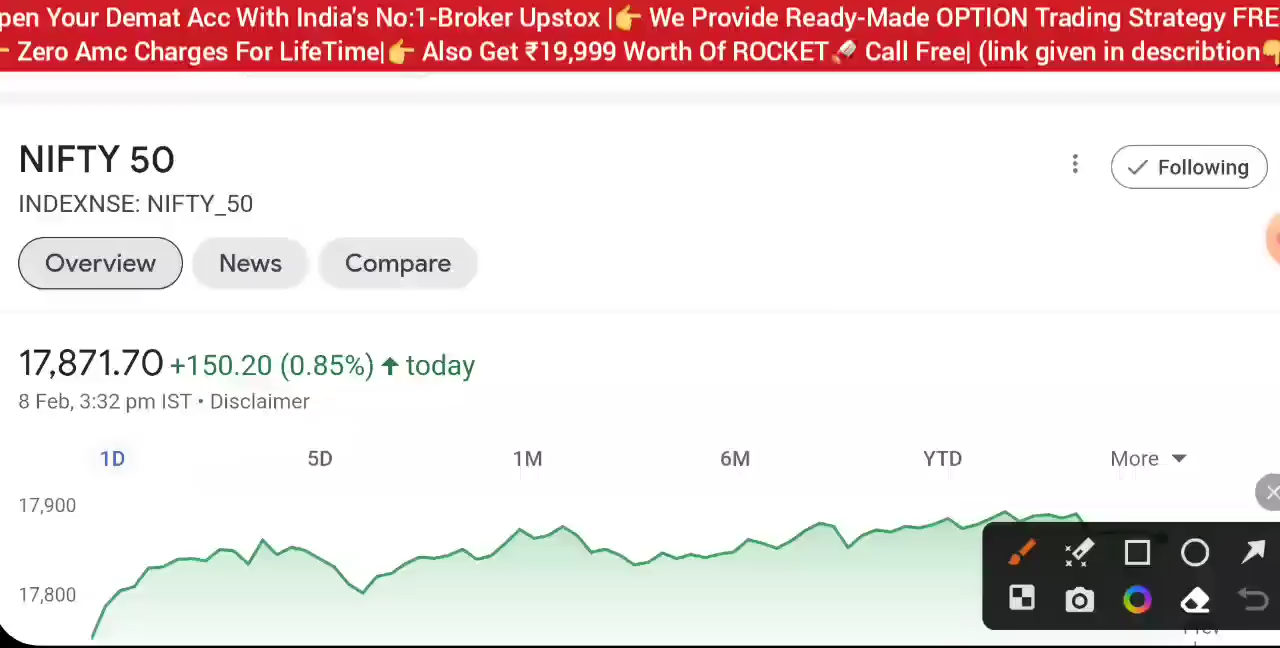 pen Your Demat Acc With India's No:1-Broker Upstox |👉 We Provide Ready-Made OPTION Trading Strategy FRE
Zero Amc Charges For LifeTime|👉 Also Get ₹19,999 Worth Of ROCKET🚀 Call Free| (link given in describtion👇
NIFTY 50
Following
INDEXNSE: NIFTY_50
Overview News Compare
17,871.70 +150.20 (0.85%) ↑ today
8 Feb, 3:32 pm IST • Disclaimer
1D 5D 1M 6M YTD More
17,900
17,800